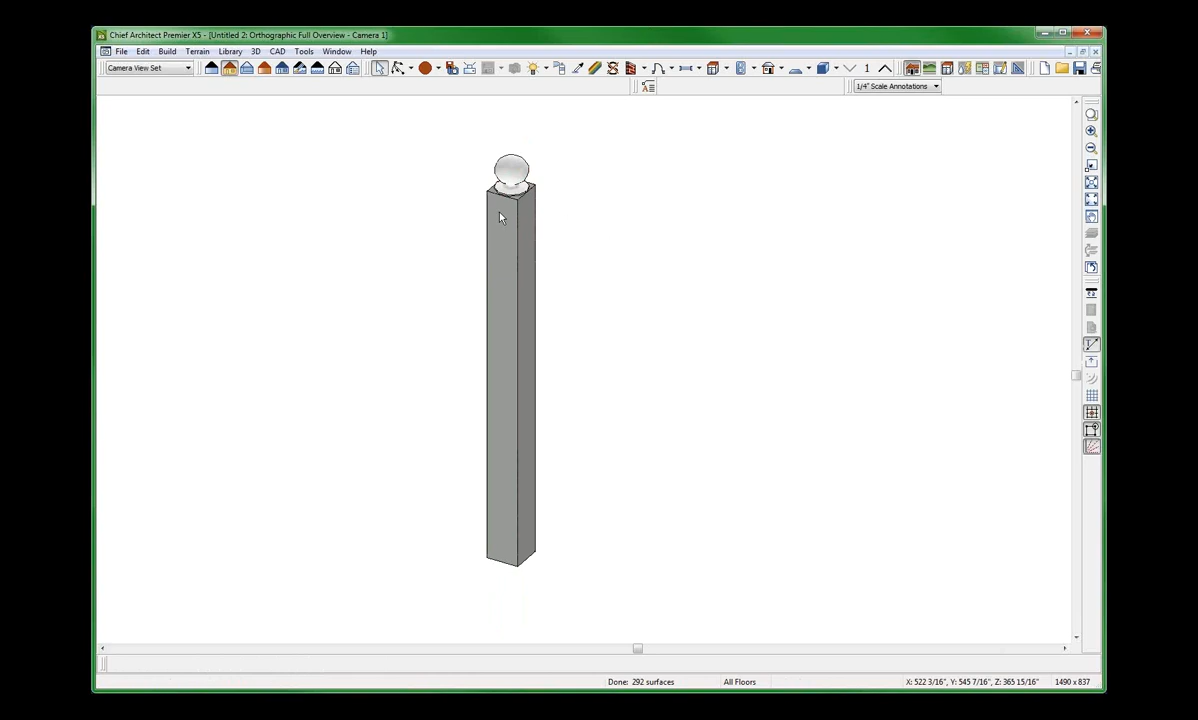 Chief Architect Premier X5 - [Untitled 2: Orthographic Full Overview - Camera 1]
File Edit Build Terrain Library 3D CAD Tools Window Help
Camera View Set
1
1/4" Scale Annotations
Done: 292 surfaces
All Floors
X: 522 3/16", Y: 545 7/16", Z: 365 15/16"
1490 x 837